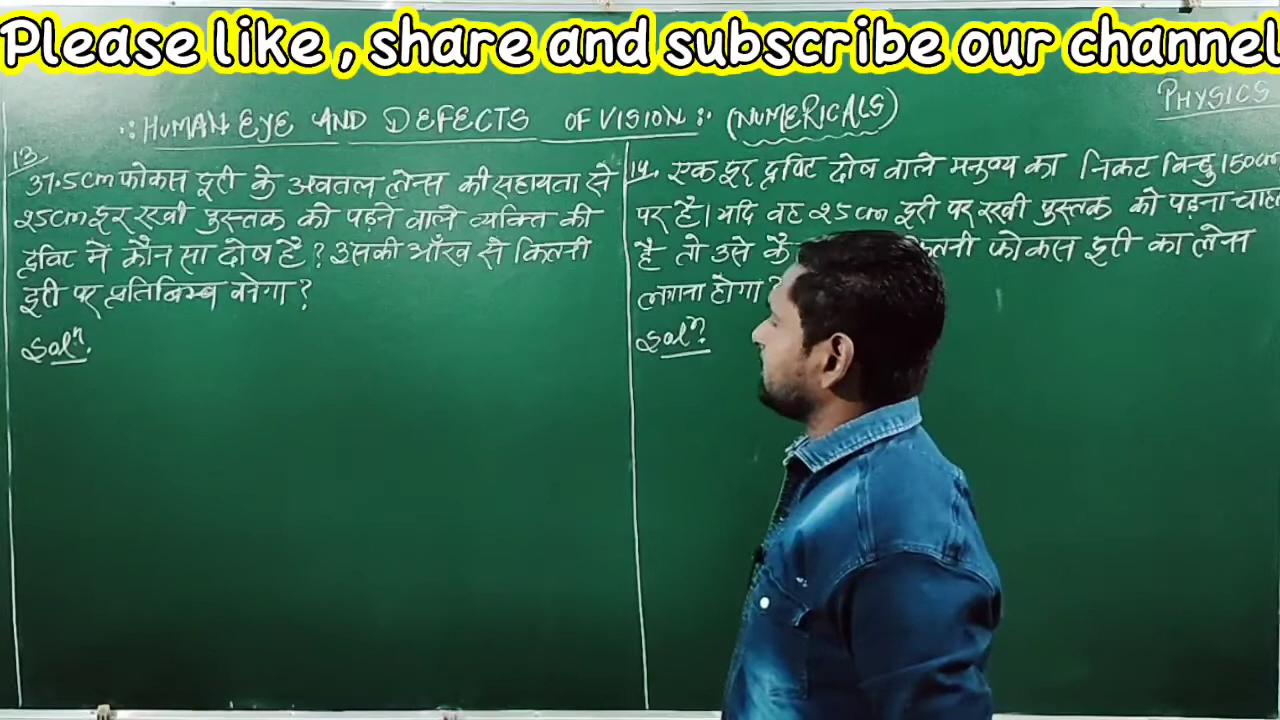 Please like , share and subscribe our channel
PHYSICS
:: HUMAN EYE AND DEFECTS OF VISION :: (NUMERICALS)
13
37.5cm फोकस दूरी के अवतल लेन्स की सहायता से
25cm दूर रखी पुस्तक को पढ़ने वाले व्यक्ति की
दृष्टि में कौन सा दोष है ? उसकी आँख से कितनी
दूरी पर प्रतिबिम्ब बनेगा ?
Solⁿ.
14. एक दूर दृष्टि दोष वाले मनुष्य का निकट बिन्दु 150cm
पर है। यदि वह 25cm दूरी पर रखी पुस्तक को पढ़ना
है तो उसे फोकस दूरी का लेन्स
लगाना होगा ?
Solⁿ?